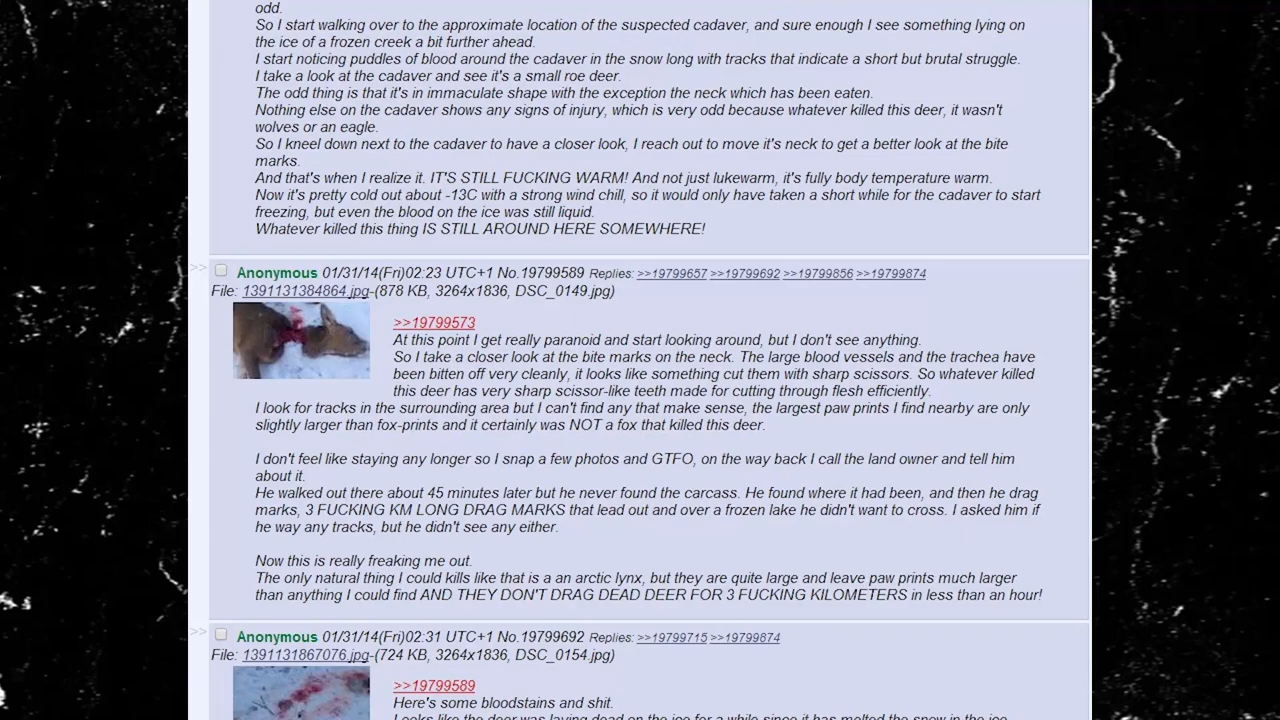 odd.
So I start walking over to the approximate location of the suspected cadaver, and sure enough I see something lying on
the ice of a frozen creek a bit further ahead.
I start noticing puddles of blood around the cadaver in the snow long with tracks that indicate a short but brutal struggle.
I take a look at the cadaver and see it's a small roe deer.
The odd thing is that it's in immaculate shape with the exception the neck which has been eaten.
Nothing else on the cadaver shows any signs of injury, which is very odd because whatever killed this deer, it wasn't
wolves or an eagle.
So I kneel down next to the cadaver to have a closer look, I reach out to move it's neck to get a better look at the bite
marks.
And that's when I realize it. IT'S STILL FUCKING WARM! And not just lukewarm, it's fully body temperature warm.
Now it's pretty cold out about -13C with a strong wind chill, so it would only have taken a short while for the cadaver to start
freezing, but even the blood on the ice was still liquid.
Whatever killed this thing IS STILL AROUND HERE SOMEWHERE!
>> Anonymous 01/31/14(Fri)02:23 UTC+1 No.19799589 Replies: >>19799657 >>19799692 >>19799856 >>19799874
File: 1391131384864.jpg-(878 KB, 3264x1836, DSC_0149.jpg)
>>19799573
At this point I get really paranoid and start looking around, but I don't see anything.
So I take a closer look at the bite marks on the neck. The large blood vessels and the trachea have
been bitten off very cleanly, it looks like something cut them with sharp scissors. So whatever killed
this deer has very sharp scissor-like teeth made for cutting through flesh efficiently.
I look for tracks in the surrounding area but I can't find any that make sense, the largest paw prints I find nearby are only
slightly larger than fox-prints and it certainly was NOT a fox that killed this deer.
I don't feel like staying any longer so I snap a few photos and GTFO, on the way back I call the land owner and tell him
about it.
He walked out there about 45 minutes later but he never found the carcass. He found where it had been, and then he drag
marks, 3 FUCKING KM LONG DRAG MARKS that lead out and over a frozen lake he didn't want to cross. I asked him if
he way any tracks, but he didn't see any either.
Now this is really freaking me out.
The only natural thing I could kills like that is a an arctic lynx, but they are quite large and leave paw prints much larger
than anything I could find AND THEY DON'T DRAG DEAD DEER FOR 3 FUCKING KILOMETERS in less than an hour!
>> Anonymous 01/31/14(Fri)02:31 UTC+1 No.19799692 Replies: >>19799715 >>19799874
File: 1391131867076.jpg-(724 KB, 3264x1836, DSC_0154.jpg)
>>19799589
Here's some bloodstains and shit.
Looks like the deer was laying dead on the ice for a while since it has melted the snow in the ice